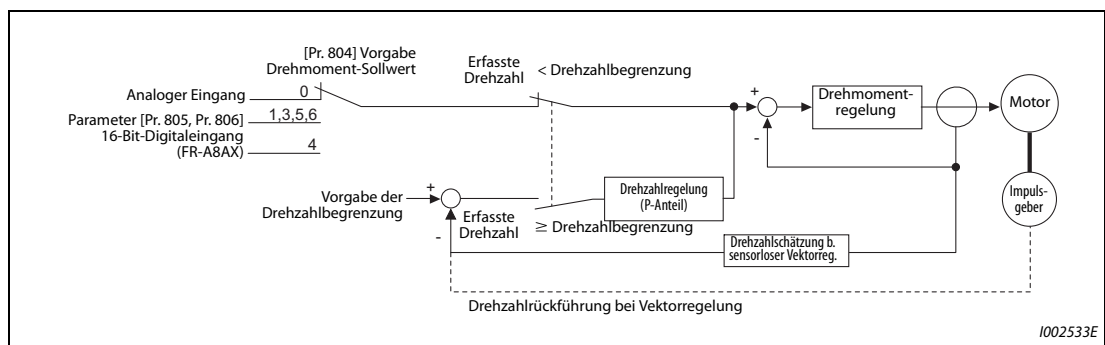 [Pr. 804] Vorgabe
Drehmoment-Sollwert
Analoger Eingang
0
Parameter [Pr. 805, Pr. 806]
1,3,5,6
16-Bit-Digitaleingang
(FR-A8AX)
4
Erfasste
Drehzahl
< Drehzahlbegrenzung
+
-
Drehmoment-
regelung
Motor
Impuls-
geber
Vorgabe der
Drehzahlbegrenzung
+
-
Erfasste
Drehzahl
≥ Drehzahlbegrenzung
Drehzahlregelung
(P-Anteil)
Drehzahlschätzung b.
sensorloser Vektorreg.
Drehzahlrückführung bei Vektorregelung
I002533E